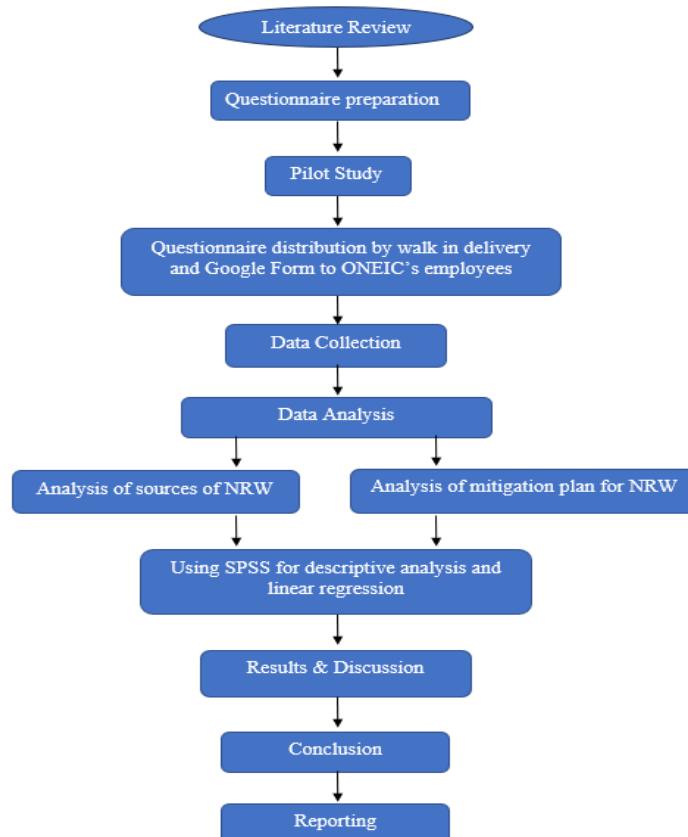 Literature Review
Questionnaire preparation
Pilot Study
Questionnaire distribution by walk in delivery
and Google Form to ONEIC’s employees
Data Collection
Data Analysis
Analysis of sources of NRW
Analysis of mitigation plan for NRW
Using SPSS for descriptive analysis and
linear regression
Results & Discussion
Conclusion
Reporting